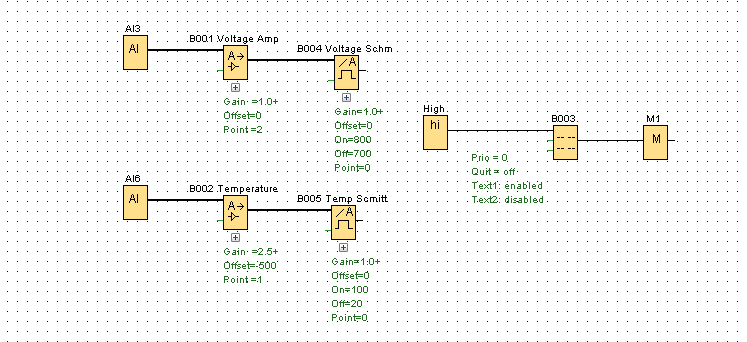 AI3
AI
B001 Voltage Amp
A→
Gain =1.0+
Offset=0
Point =2
B004 Voltage Schm
/A
Gain=1.0+
Offset=0
On=800
Off=700
Point=0
High
hi
B003
Prio = 0
Quit = off
Text1: enabled
Text2: disabled
M1
M
AI6
AI
B002 Temperature
A→
Gain =2.5+
Offset=-500
Point =1
B005 Temp Scmitt
/A
Gain=1.0+
Offset=0
On=100
Off=20
Point=0